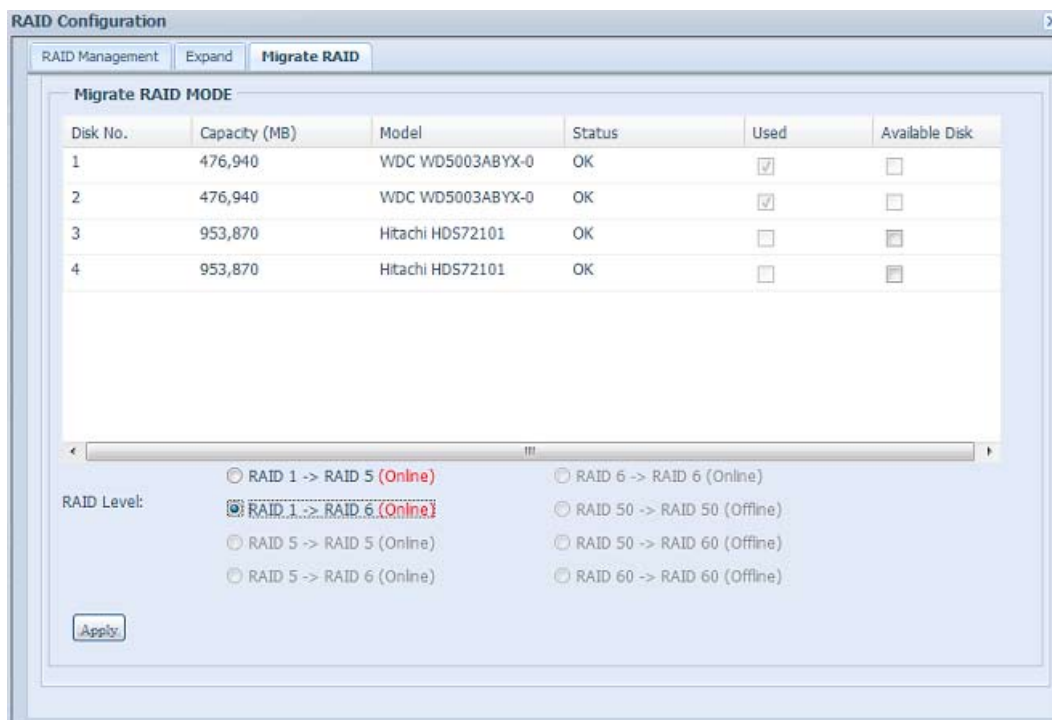 RAID Configuration
RAID Management Expand Migrate RAID
Migrate RAID MODE
Disk No. Capacity (MB) Model Status Used Available Disk
1 476,940 WDC WD5003ABYX-0 OK
2 476,940 WDC WD5003ABYX-0 OK
3 953,870 Hitachi HDS72101 OK
4 953,870 Hitachi HDS72101 OK
RAID Level:
RAID 1 -> RAID 5 (Online) RAID 6 -> RAID 6 (Online)
RAID 1 -> RAID 6 (Online) RAID 50 -> RAID 50 (Offline)
RAID 5 -> RAID 5 (Online) RAID 50 -> RAID 60 (Offline)
RAID 5 -> RAID 6 (Online) RAID 60 -> RAID 60 (Offline)
Apply